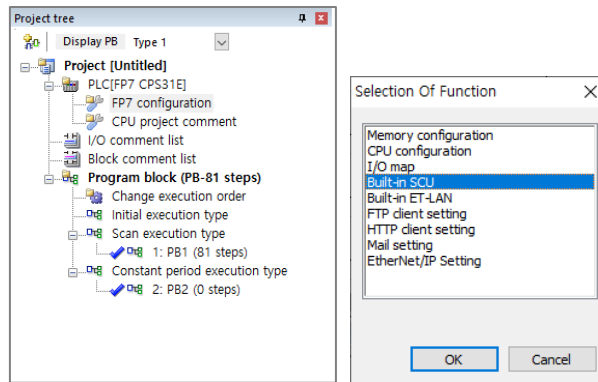 Project tree
Display PB Type 1
Project [Untitled]
PLC[FP7 CPS31E]
FP7 configuration
CPU project comment
I/O comment list
Block comment list
Program block (PB-81 steps)
Change execution order
Initial execution type
Scan execution type
1: PB1 (81 steps)
Constant period execution type
2: PB2 (0 steps)
Selection Of Function
Memory configuration
CPU configuration
I/O map
Built-in SCU
Built-in ET-LAN
FTP client setting
HTTP client setting
Mail setting
EtherNet/IP Setting
OK Cancel